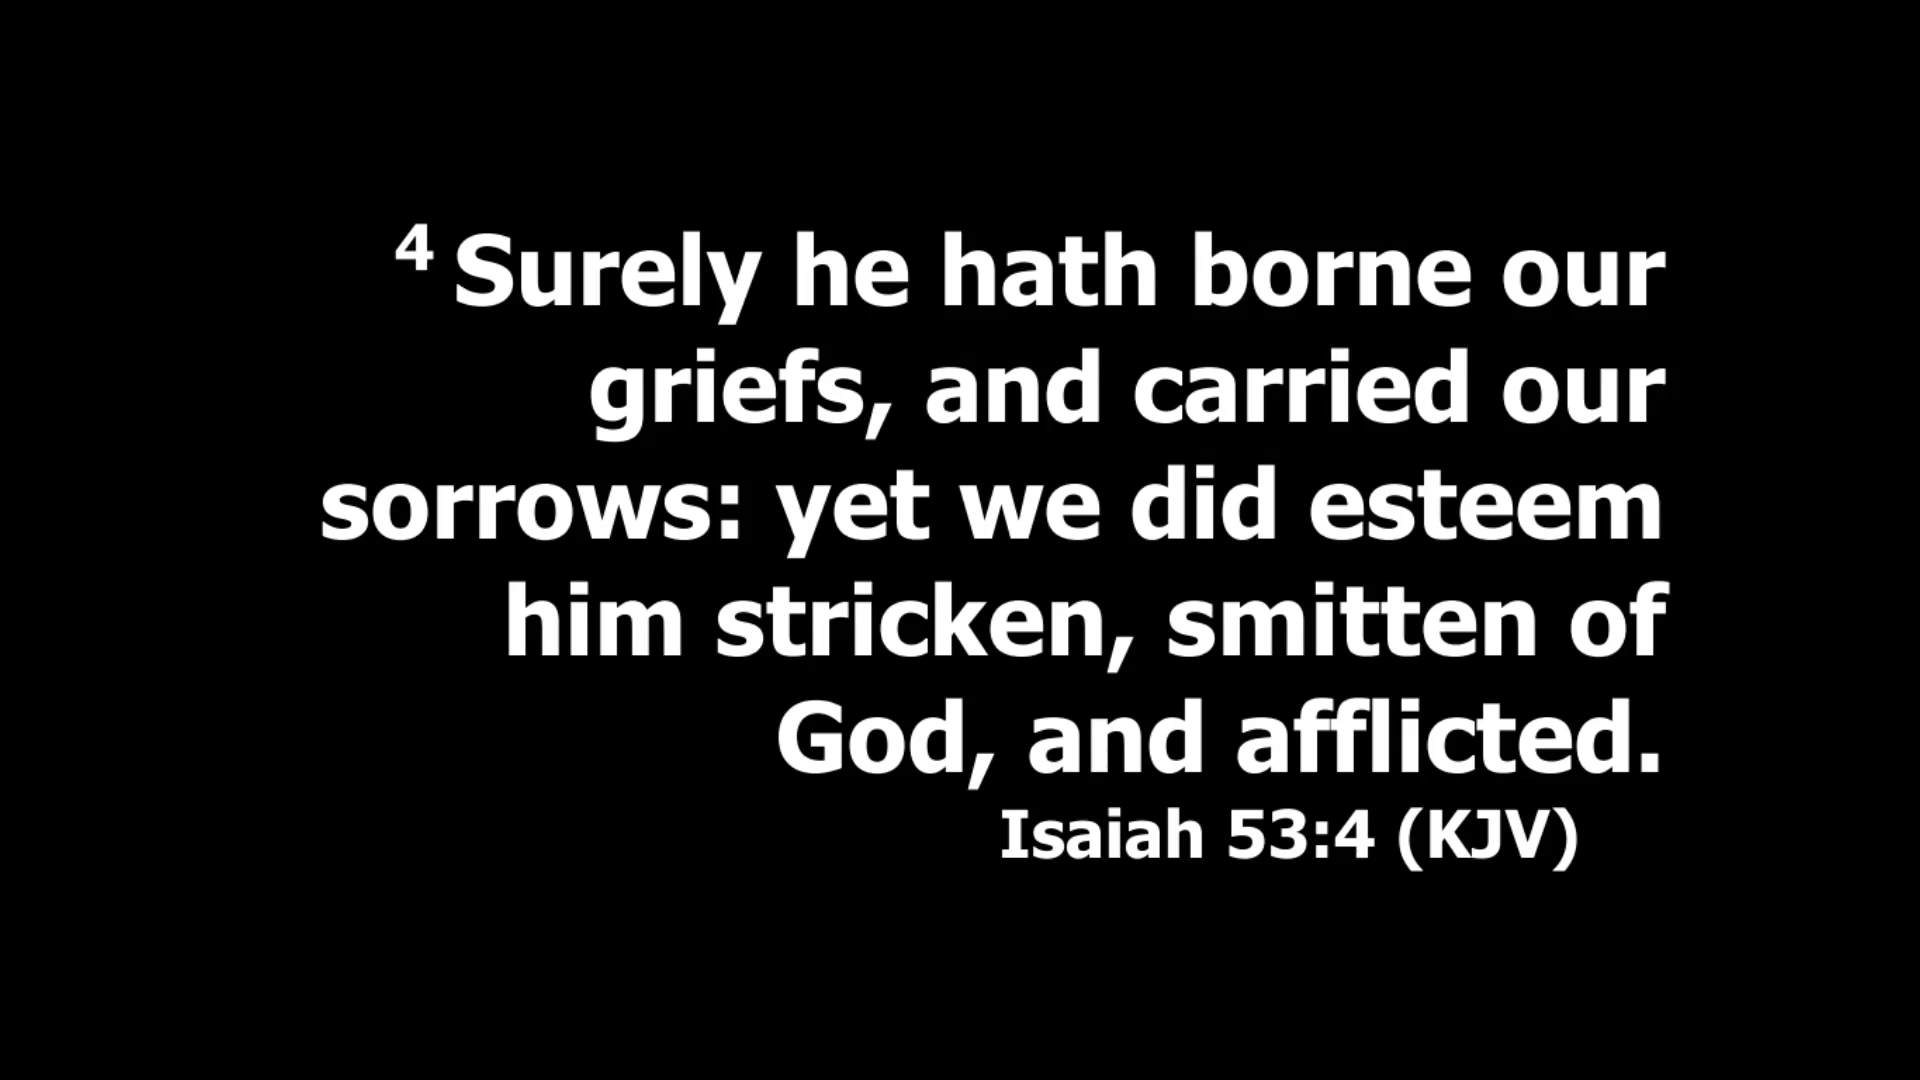 4 Surely he hath borne our
griefs, and carried our
sorrows: yet we did esteem
him stricken, smitten of
God, and afflicted.
Isaiah 53:4 (KJV)